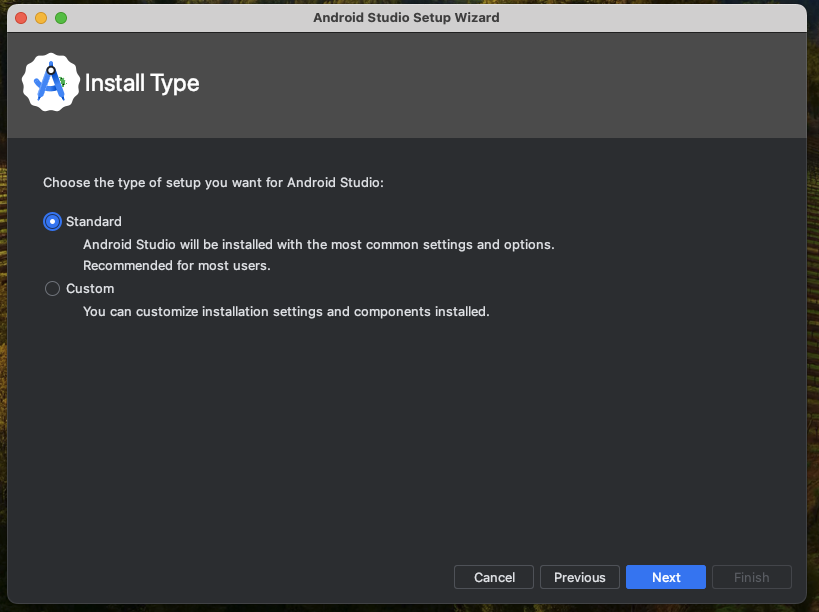 Android Studio Setup Wizard
Install Type
Choose the type of setup you want for Android Studio:
Standard
Android Studio will be installed with the most common settings and options.
Recommended for most users.
Custom
You can customize installation settings and components installed.
Cancel
Previous
Next
Finish